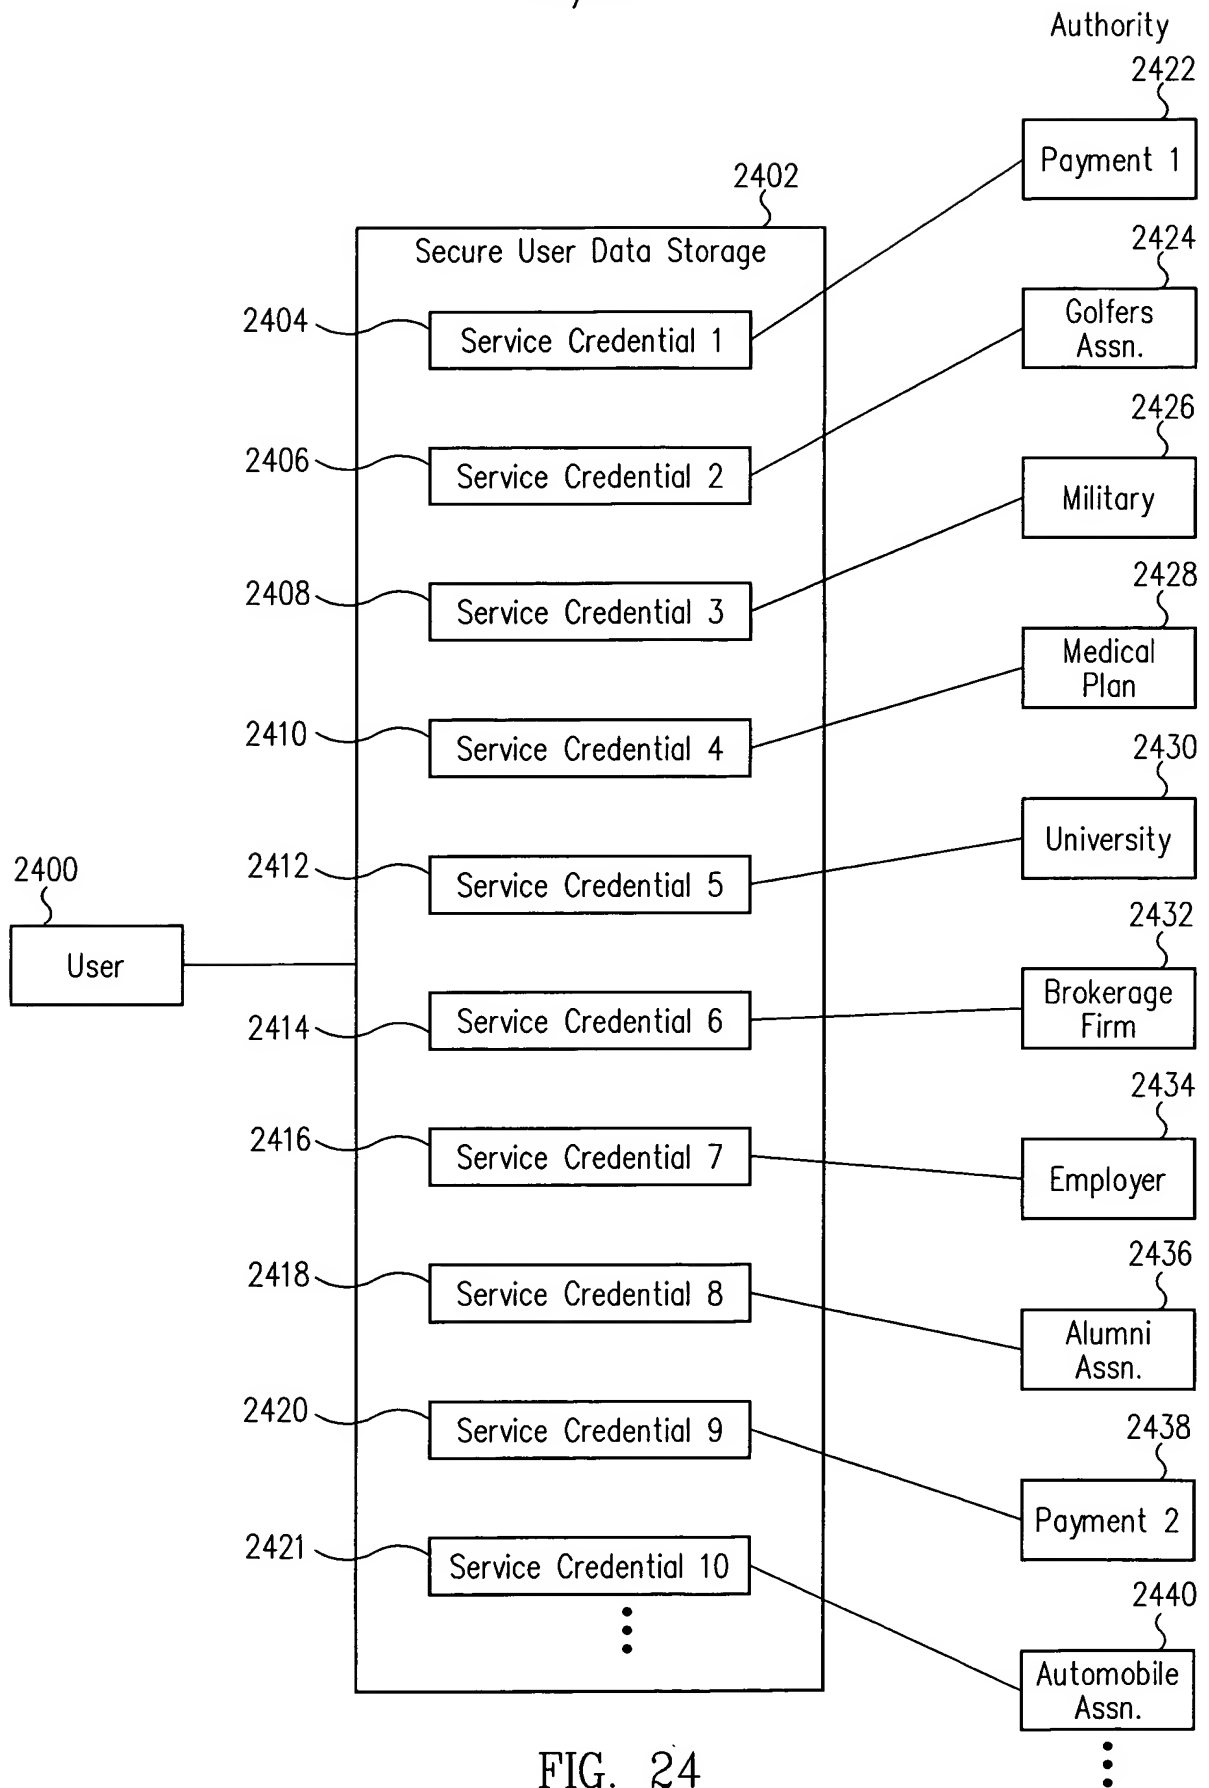 Authority
2422
Payment 1
2402
Secure User Data Storage
2424
Golfers
Assn.
2404
Service Credential 1
2426
Military
2406
Service Credential 2
2428
Medical
Plan
2408
Service Credential 3
2430
University
2410
Service Credential 4
2432
Brokerage
Firm
2412
Service Credential 5
2400
User
2414
Service Credential 6
2434
Employer
2416
Service Credential 7
2436
Alumni
Assn.
2418
Service Credential 8
2438
Payment 2
2420
Service Credential 9
2440
Automobile
Assn.
2421
Service Credential 10
FIG. 24